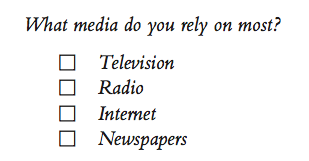 What media do you rely on most?
☐ Television
☐ Radio
☐ Internet
☐ Newspapers